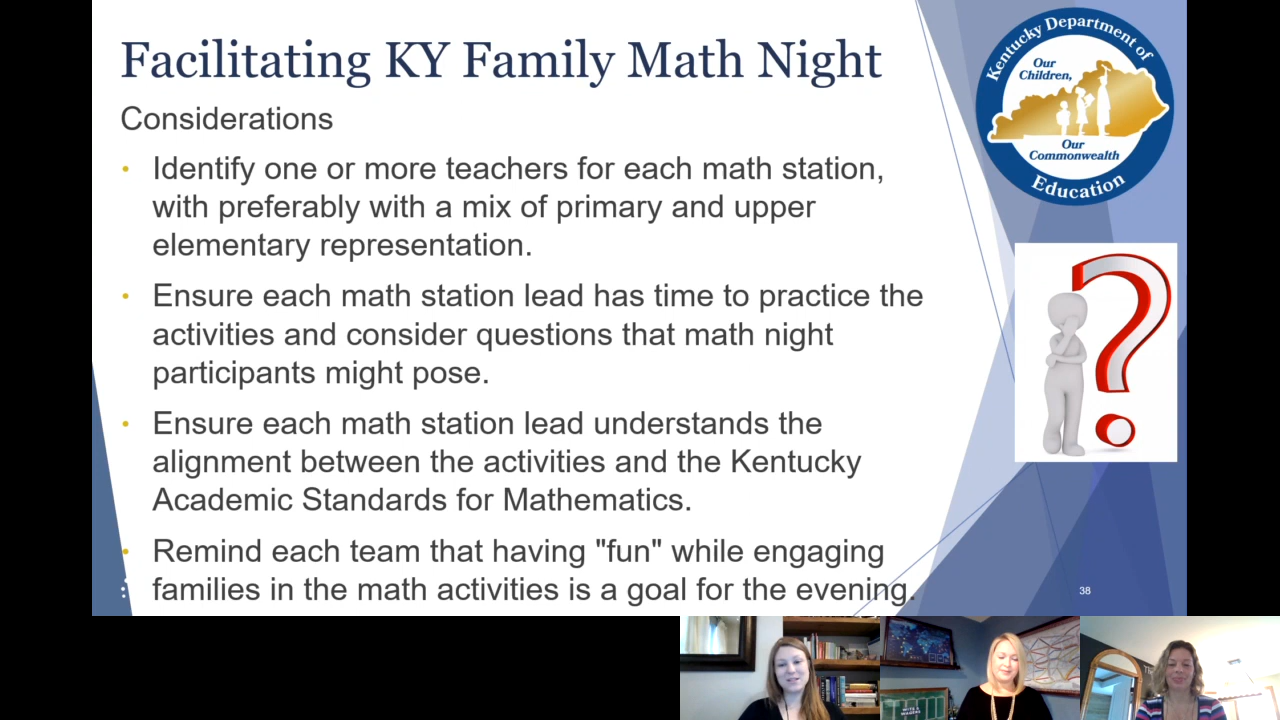 Facilitating KY Family Math Night
Considerations
• Identify one or more teachers for each math station,
with preferably with a mix of primary and upper
elementary representation.
• Ensure each math station lead has time to practice the
activities and consider questions that math night
participants might pose.
• Ensure each math station lead understands the
alignment between the activities and the Kentucky
Academic Standards for Mathematics.
• Remind each team that having "fun" while engaging
families in the math activities is a goal for the evening.
Kentucky Department of
Our
Children,
Our
Commonwealth
Education
38